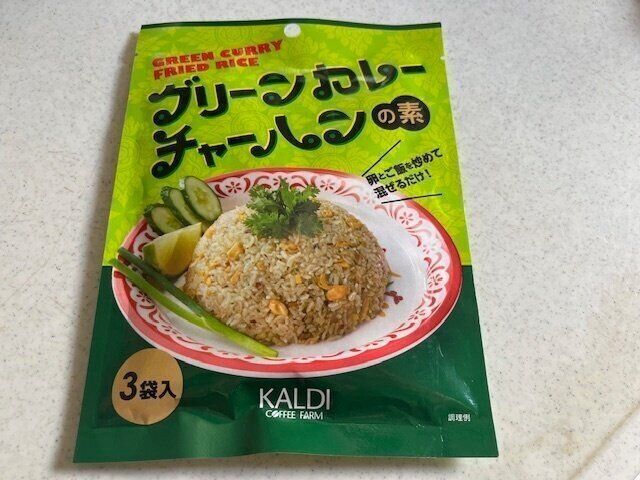 GREEN CURRY
FRIED RICE
グリーンカレー
チャーハン
の素
卵とご飯を炒めて
混ぜるだけ!
3袋入
KALDI
COFFEE FARM
調理例